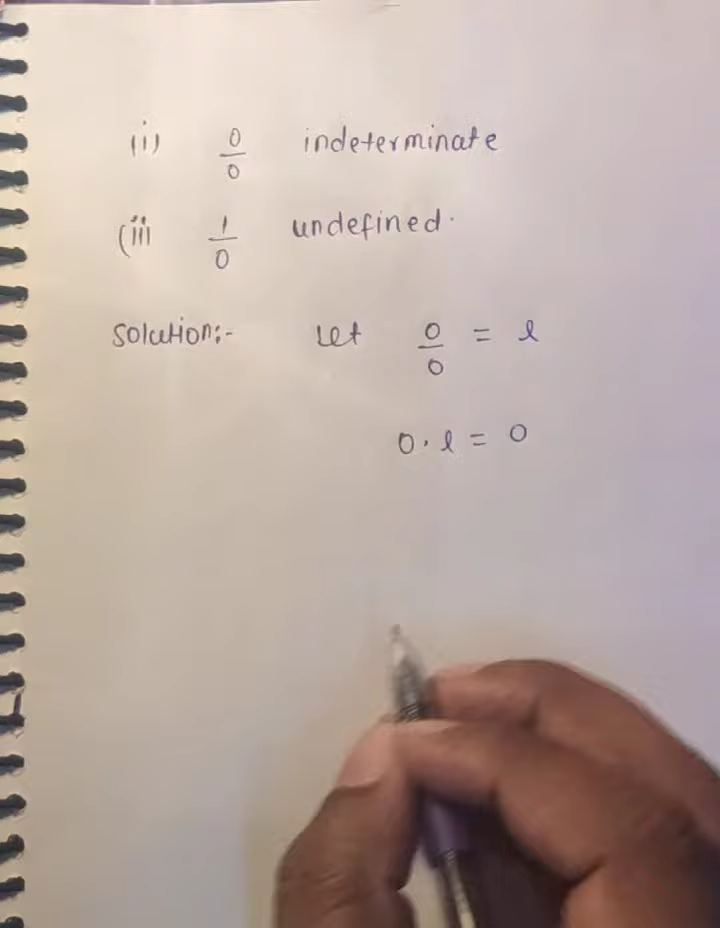 (i) 0/0 indeterminate
(ii 1/0 undefined.
Solution:- Let 0/0 = l
0 . l = 0